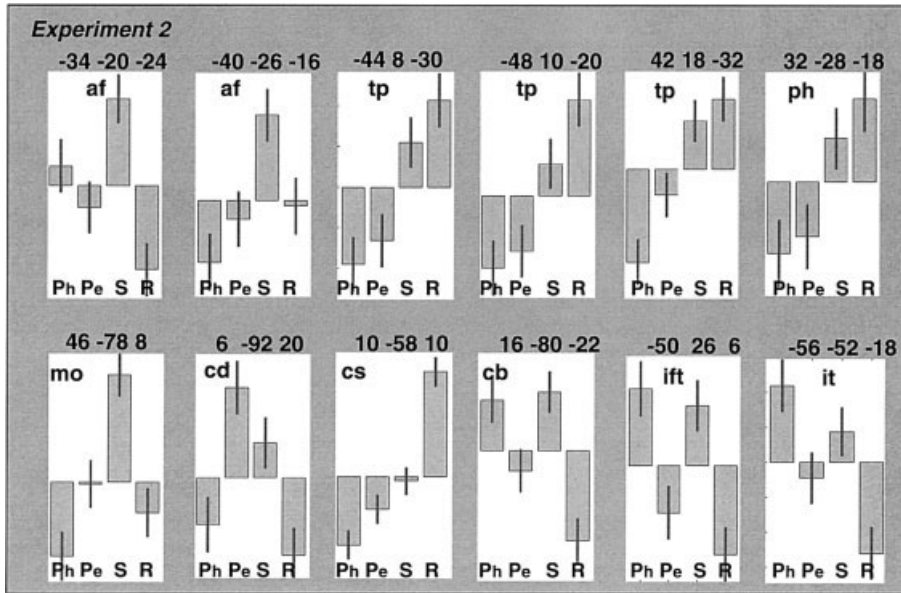 Experiment 2
-34 -20 -24 -40 -26 -16 -44 8 -30 -48 10 -20 42 18 -32 32 -28 -18
af af tp tp tp ph
Ph Pe S R Ph Pe S R Ph Pe S R Ph Pe S R Ph Pe S R Ph Pe S R
46 -78 8 6 -92 20 10 -58 10 16 -80 -22 -50 26 6 -56 -52 -18
mo cd cs cb ift it
Ph Pe S R Ph Pe S R Ph Pe S R Ph Pe S R Ph Pe S R Ph Pe S R